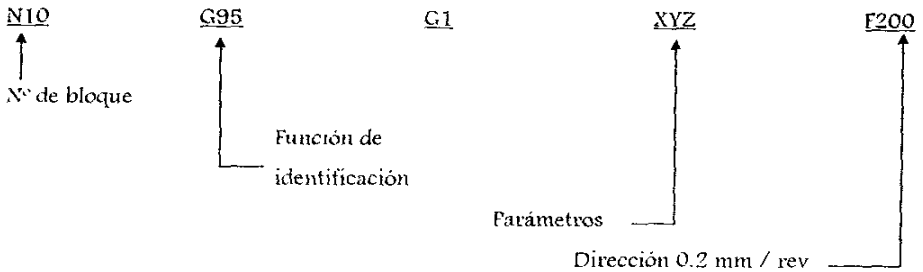 N10 G95 G1 XYZ F200
Nº de bloque
Función de
identificación
Parámetros
Dirección 0.2 mm / rev